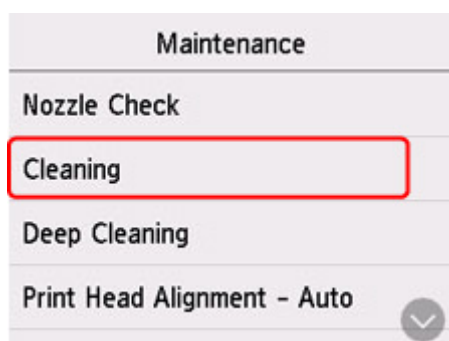 Maintenance
Nozzle Check
Cleaning
Deep Cleaning
Print Head Alignment - Auto